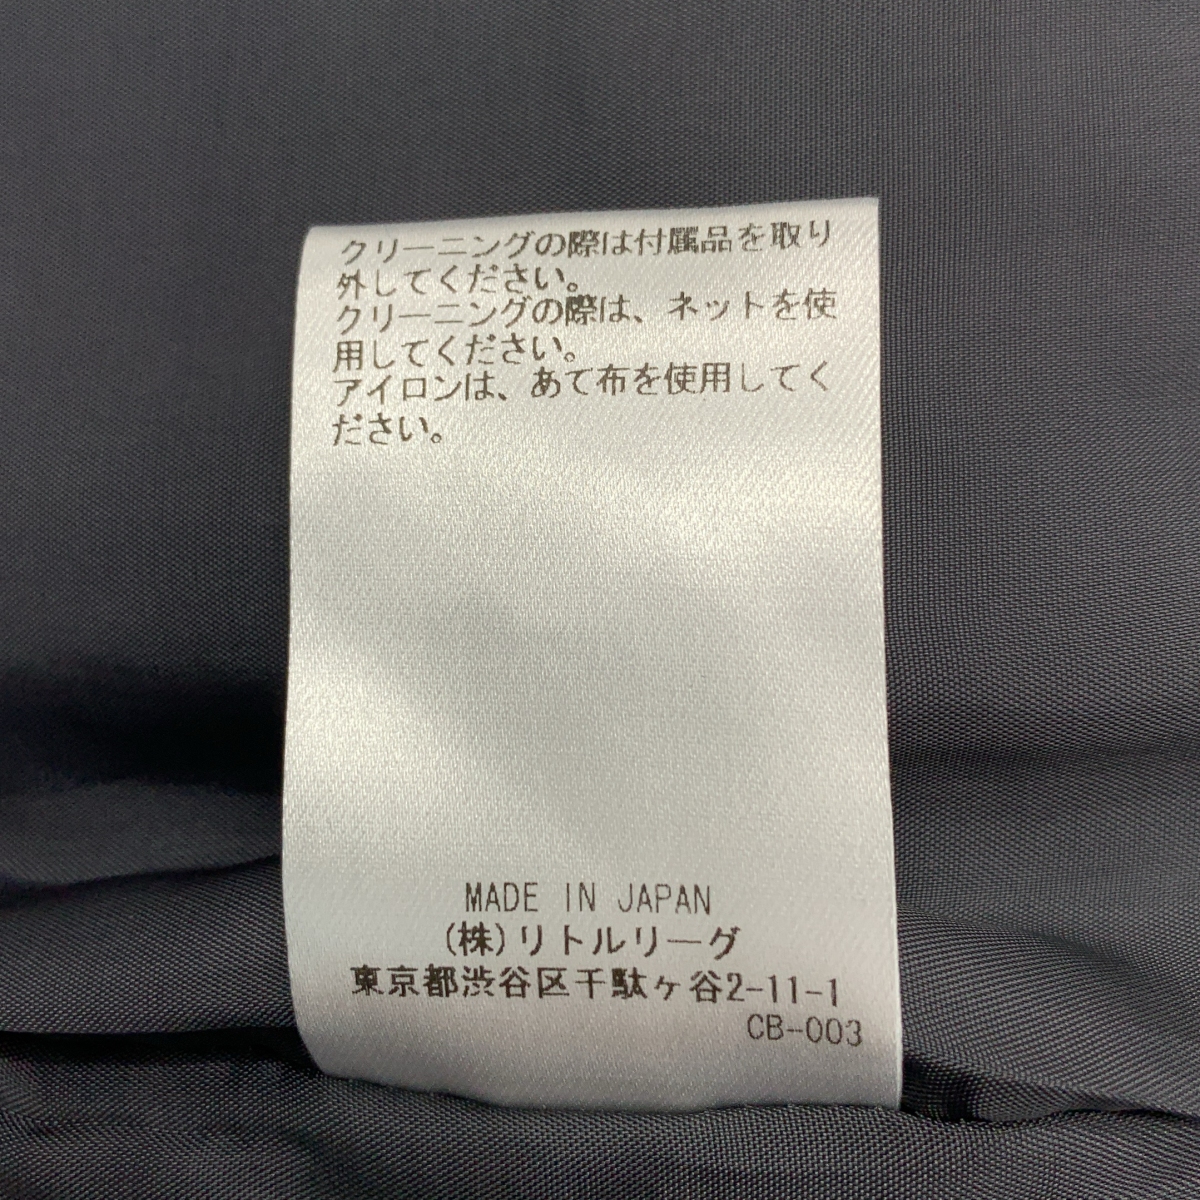 クリーニングの際は付属品を取り
外してください。
クリーニングの際は、ネットを使
用してください。
アイロンは、あて布を使用してく
ださい。
MADE IN JAPAN
(株)リトルリーグ
東京都渋谷区千駄ヶ谷2-11-1
CB-003